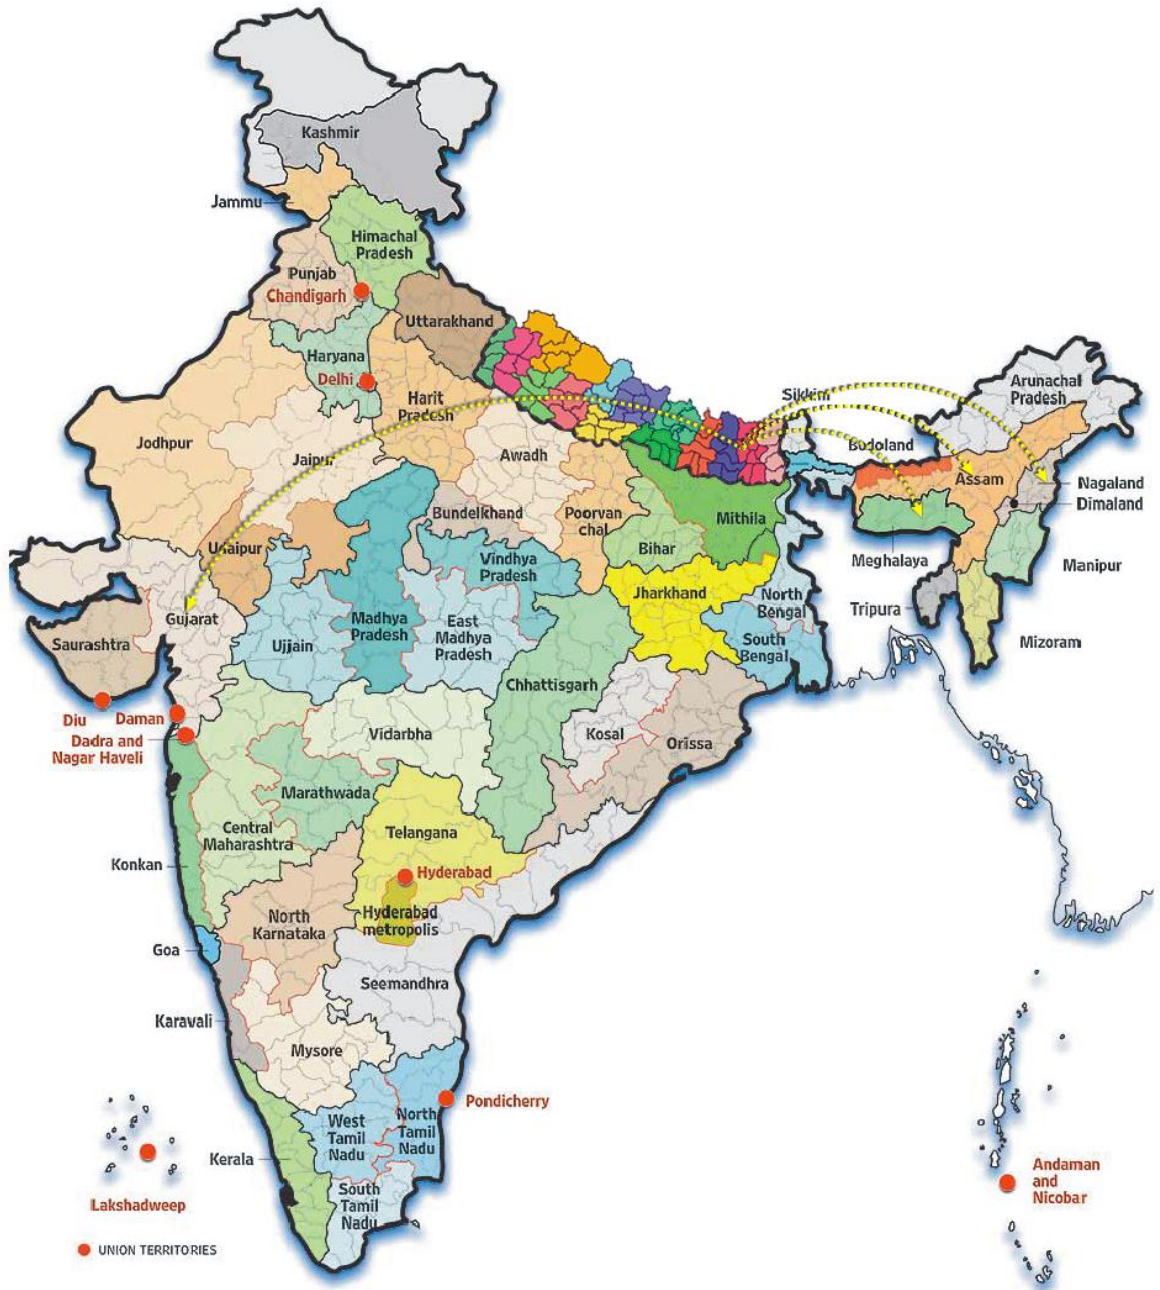 Kashmir
Jammu
Himachal
Pradesh
Punjab
Chandigarh
Uttarakhand
Haryana
Delhi
Harit
Pradesh
Sikkim
Arunachal
Pradesh
Jodhpur
Jaipur
Awadh
Bodoland
Assam
Nagaland
Dimaland
Bundelkhand
Poorvan
chal
Mithila
Udaipur
Bihar
Vindhya
Pradesh
Meghalaya
Manipur
Jharkhand
North
Bengal
Tripura
Gujarat
Madhya
Pradesh
East
Madhya
Pradesh
Saurashtra
Ujjain
South
Bengal
Mizoram
Chhattisgarh
Diu
Daman
Dadra and
Nagar Haveli
Vidarbha
Kosal
Orissa
Marathwada
Central
Maharashtra
Telangana
Konkan
Hyderabad
North
Karnataka
Hyderabad
metropolis
Goa
Seemandhra
Karavali
Mysore
Pondicherry
West
Tamil
Nadu
North
Tamil
Nadu
Kerala
South
Tamil
Nadu
Lakshadweep
Andaman
and
Nicobar
UNION TERRITORIES